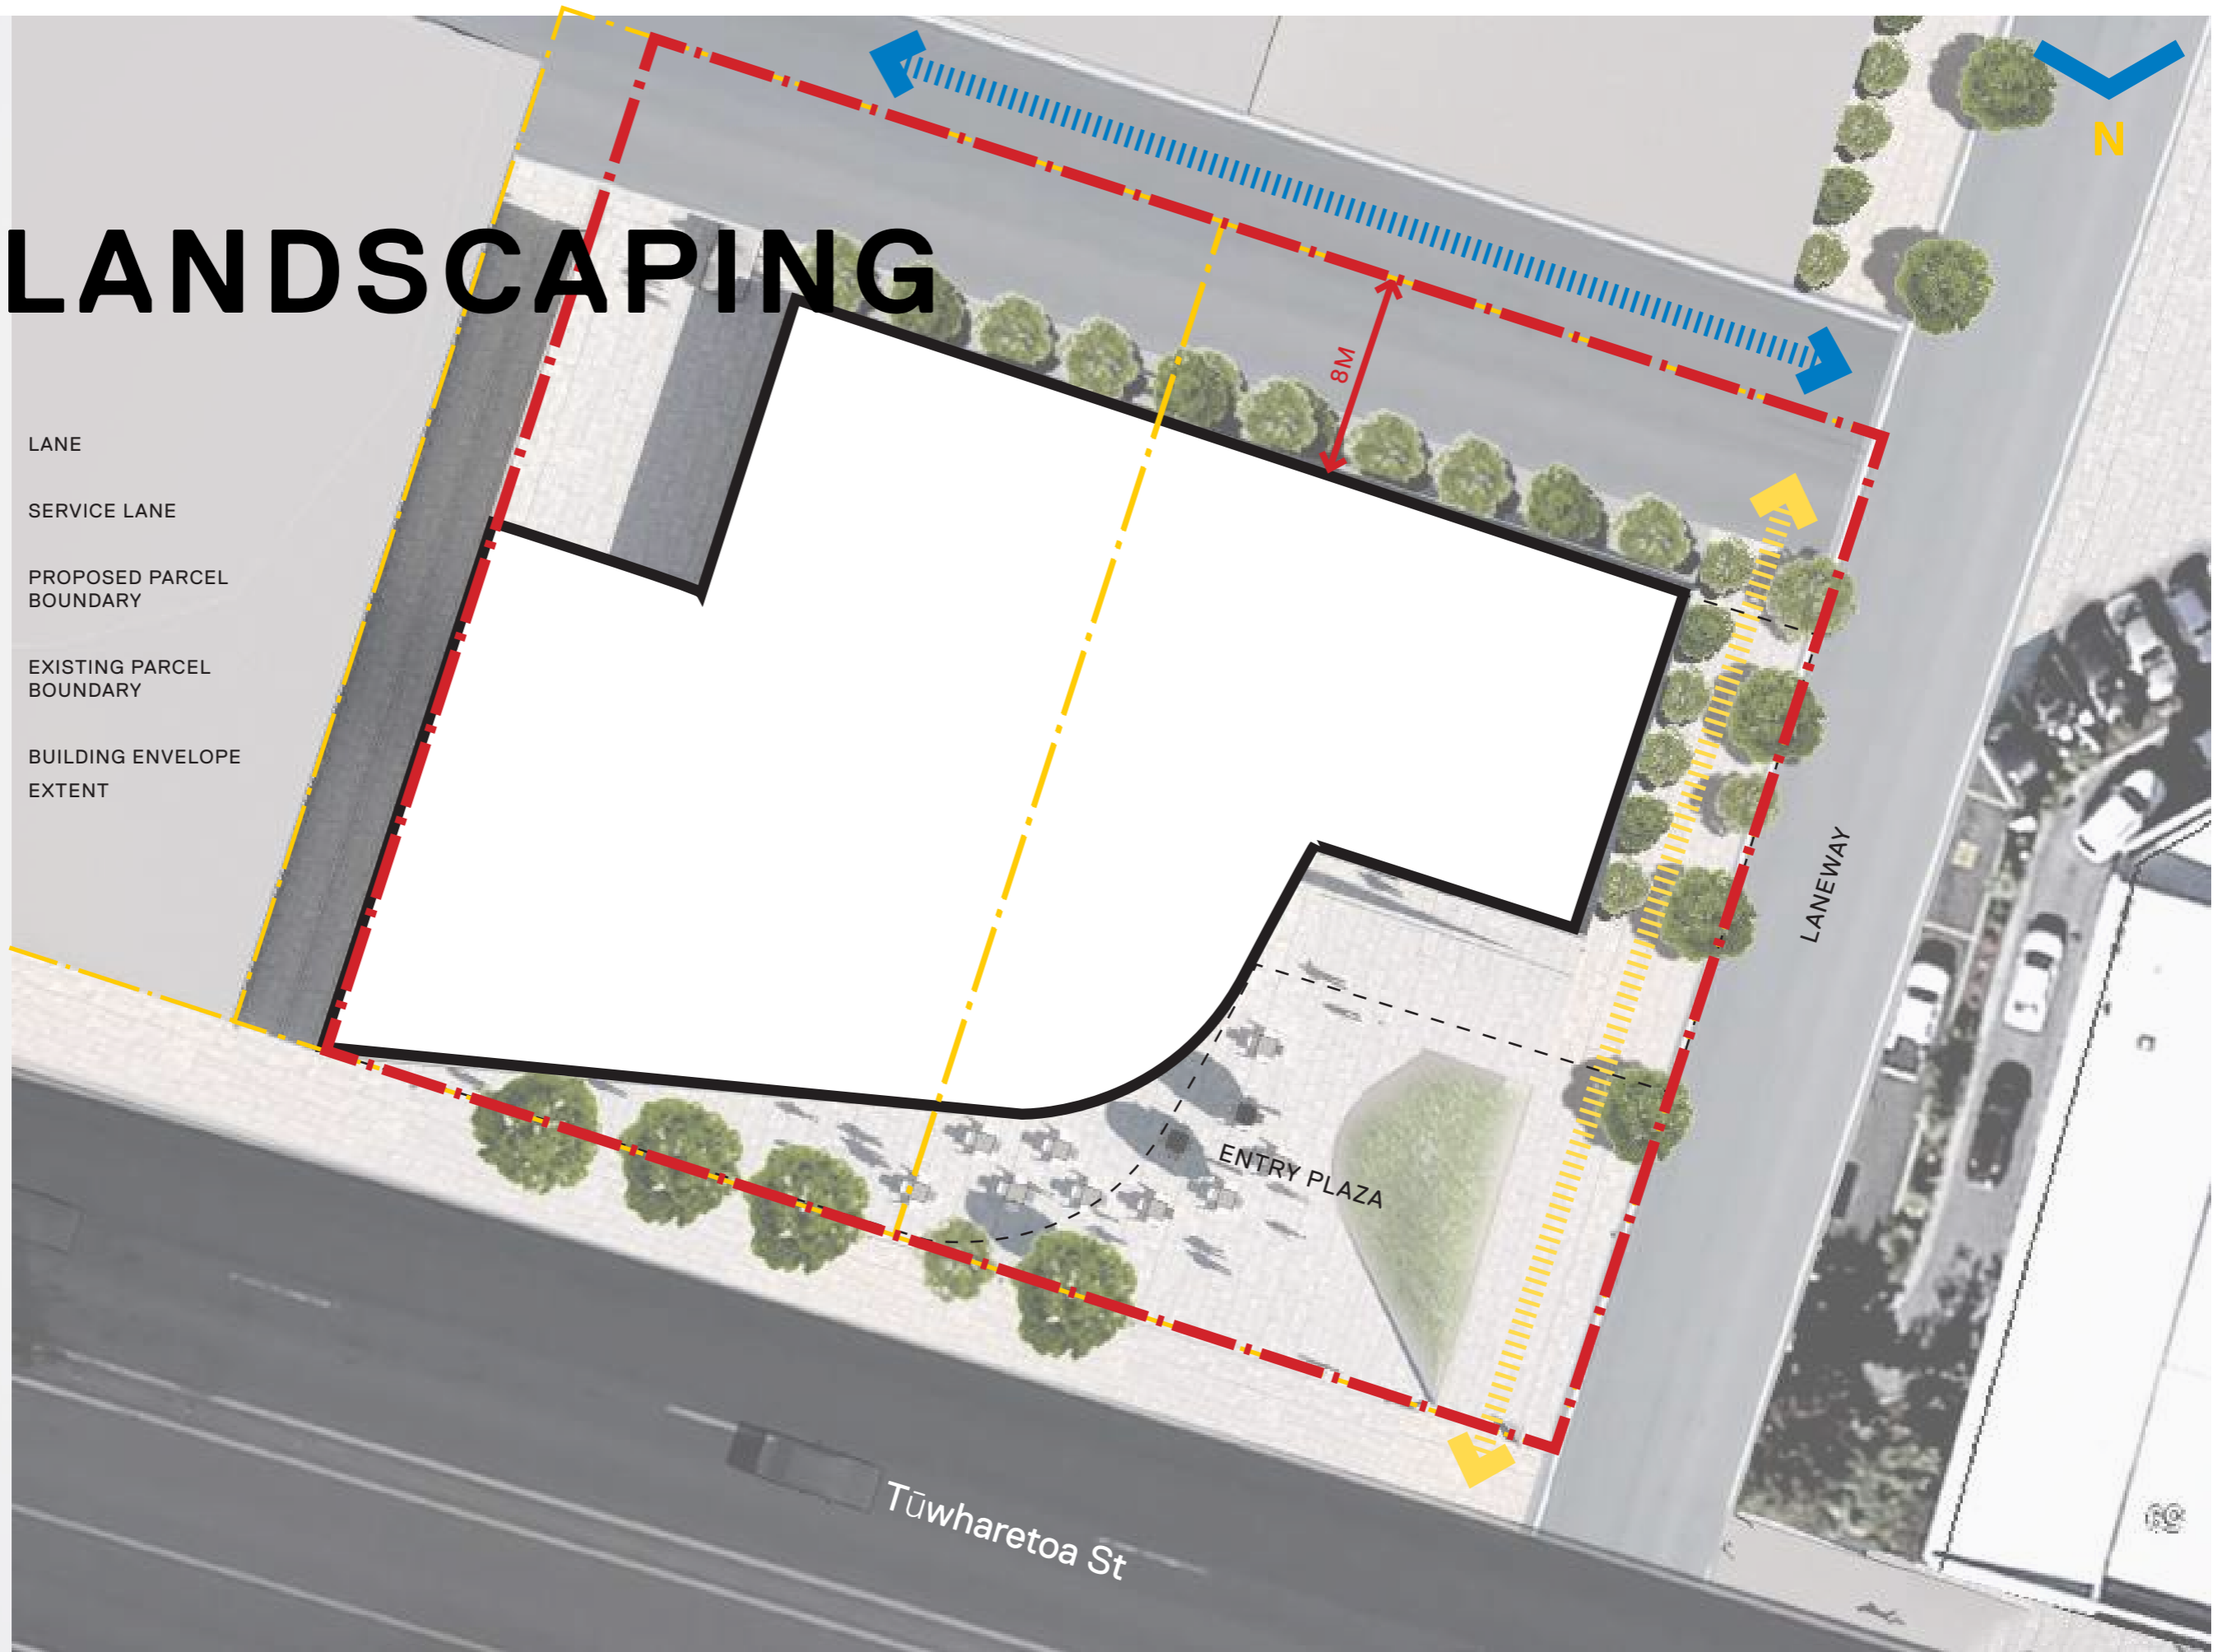 N
LANDSCAPING
8M
LANE
SERVICE LANE
PROPOSED PARCEL
BOUNDARY
EXISTING PARCEL
BOUNDARY
BUILDING ENVELOPE
EXTENT
LANEWAY
ENTRY PLAZA
Tūwharetoa St